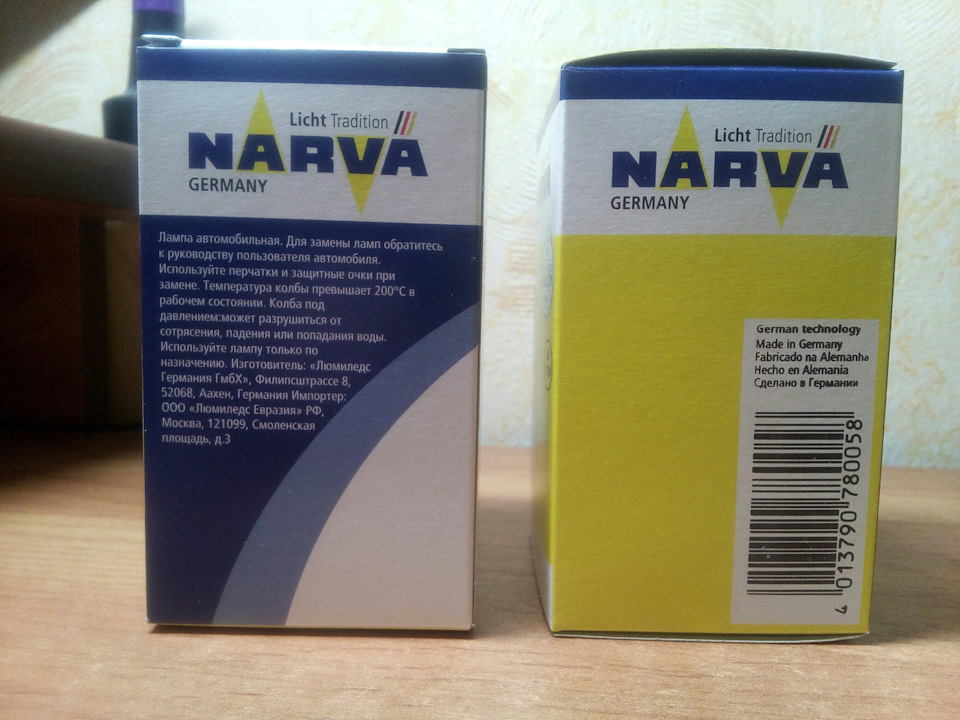 Licht Tradition
NARVA
GERMANY
Лампа автомобильная. Для замены ламп обратитесь
к руководству пользователя автомобиля.
Используйте перчатки и защитные очки при
замене. Температура колбы превышает 200°C в
рабочем состоянии. Колба под
давлением:может разрушиться от
сотрясения, падения или попадания воды.
Используйте лампу только по
назначению. Изготовитель: «Люмиледс
Германия ГмбХ», Филипсштрассе 8,
52068, Аахен, Германия Импортер:
ООО «Люмиледс Евразия» РФ,
Москва, 121099, Смоленская
площадь, д.3
Licht Tradition
NARVA
GERMANY
German technology
Made in Germany
Fabricado na Alemanha
Hecho en Alemania
Сделано в Германии
4 013790 780058